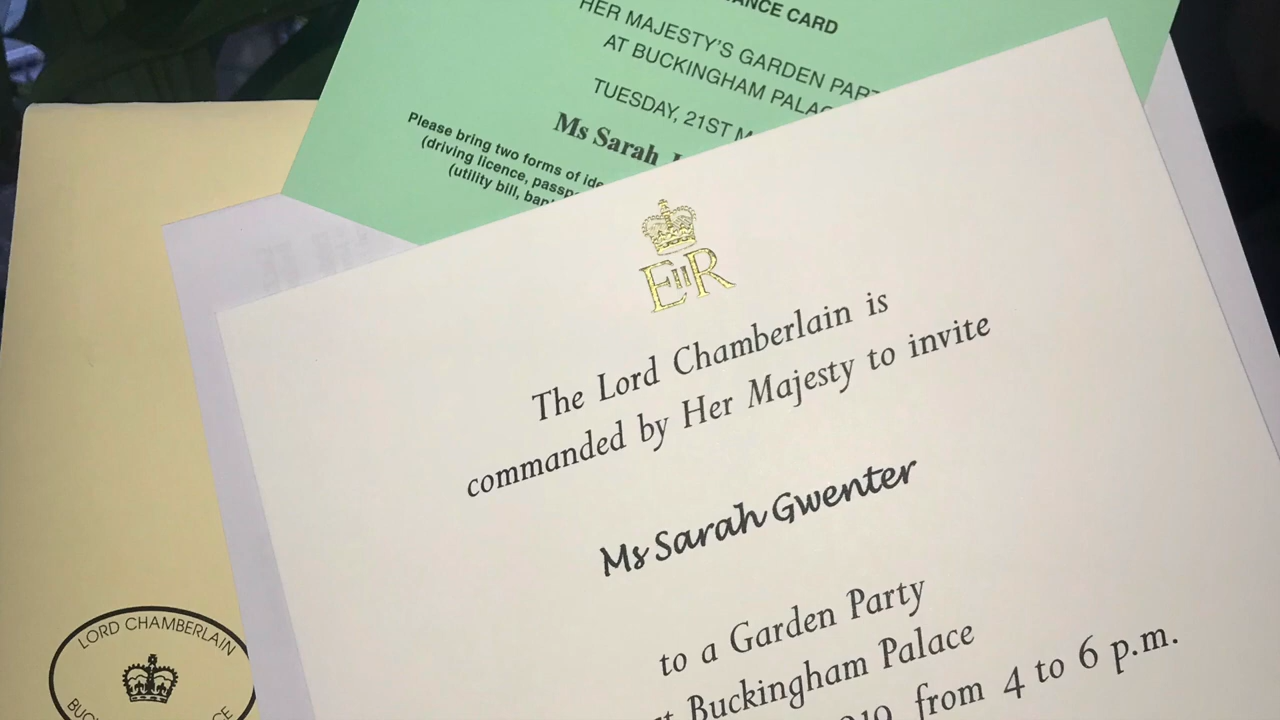 ANCE CARD
HER MAJESTY'S GARDEN PART
AT BUCKINGHAM PALAC
TUESDAY, 21ST M
Ms Sarah
Please bring two forms of ide
(driving licence, passp
(utility bill, ban
EIIR
The Lord Chamberlain is
commanded by Her Majesty to invite
Ms Sarah Gwenter
to a Garden Party
Buckingham Palace
from 4 to 6 p.m.
LORD CHAMBERLAIN